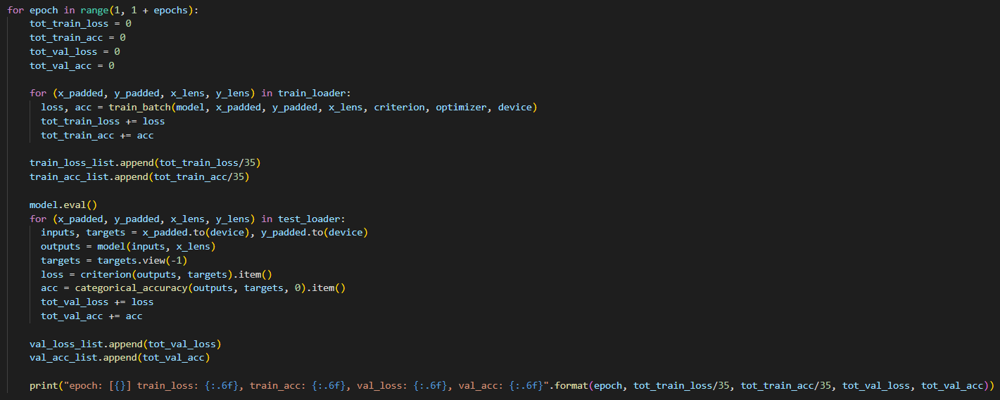 for epoch in range(1, 1 + epochs):
    tot_train_loss = 0
    tot_train_acc = 0
    tot_val_loss = 0
    tot_val_acc = 0

    for (x_padded, y_padded, x_lens, y_lens) in train_loader:
      loss, acc = train_batch(model, x_padded, y_padded, x_lens, criterion, optimizer, device)
      tot_train_loss += loss
      tot_train_acc += acc

    train_loss_list.append(tot_train_loss/35)
    train_acc_list.append(tot_train_acc/35)

    model.eval()
    for (x_padded, y_padded, x_lens, y_lens) in test_loader:
      inputs, targets = x_padded.to(device), y_padded.to(device)
      outputs = model(inputs, x_lens)
      targets = targets.view(-1)
      loss = criterion(outputs, targets).item()
      acc = categorical_accuracy(outputs, targets, 0).item()
      tot_val_loss += loss
      tot_val_acc += acc

    val_loss_list.append(tot_val_loss)
    val_acc_list.append(tot_val_acc)

    print("epoch: [{}] train_loss: {:.6f}, train_acc: {:.6f}, val_loss: {:.6f}, val_acc: {:.6f}".format(epoch, tot_train_loss/35, tot_train_acc/35, tot_val_loss, tot_val_acc))